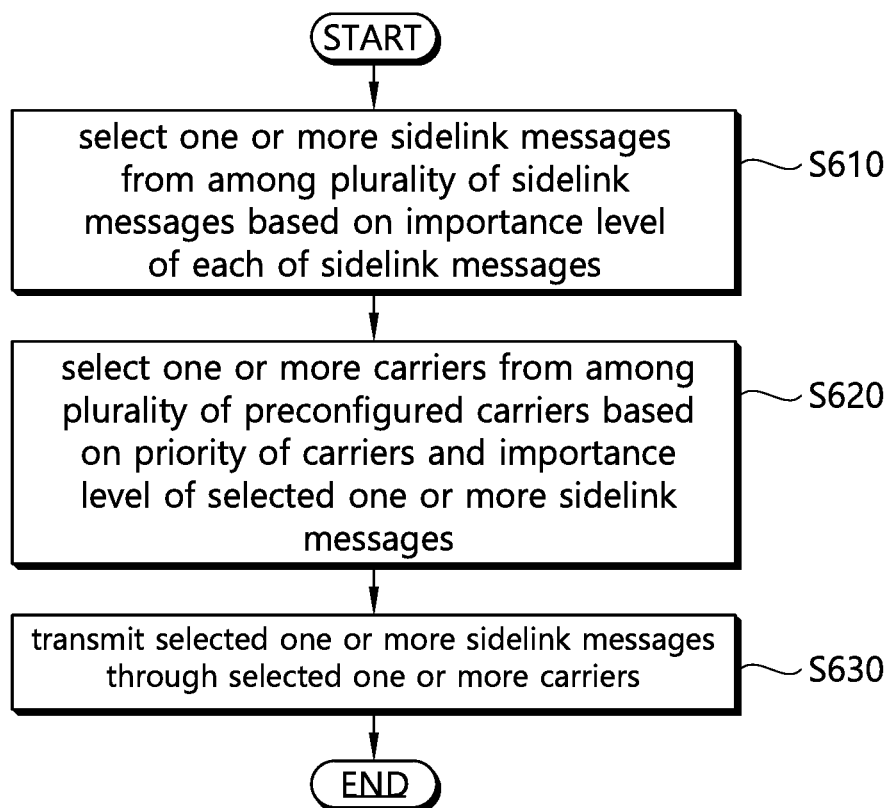 START
select one or more sidelink messages
from among plurality of sidelink
messages based on importance level
of each of sidelink messages
S610
select one or more carriers from among
plurality of preconfigured carriers based
on priority of carriers and importance
level of selected one or more sidelink
messages
S620
transmit selected one or more sidelink messages
through selected one or more carriers
S630
END